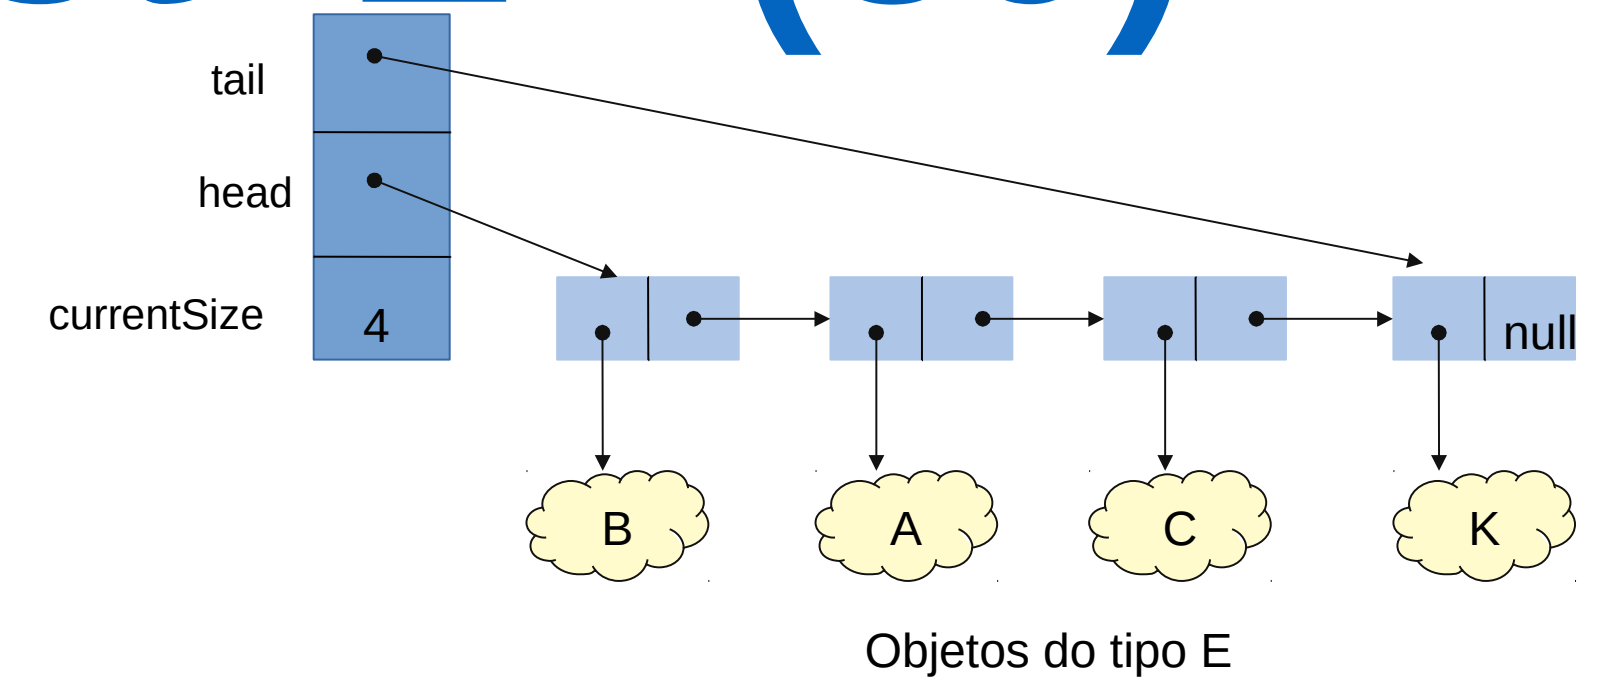 tail
head
currentSize
4
null
B
A
C
K
Objetos do tipo E